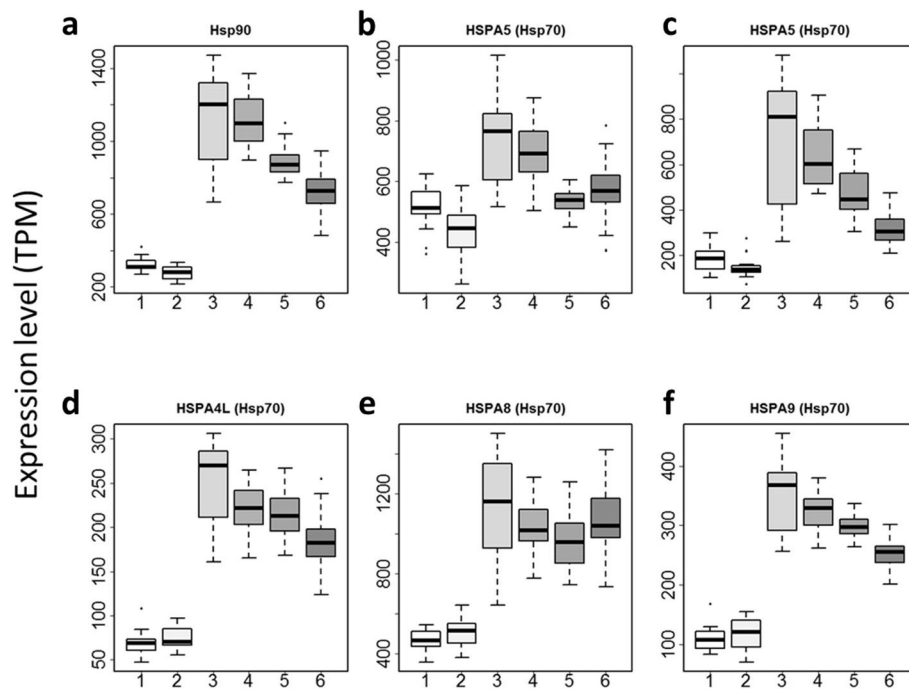 a
Hsp90
b
HSPA5 (Hsp70)
c
HSPA5 (Hsp70)
Expression level (TPM)
1400
1000
600
200
1 2 3 4 5 6
1000
800
600
400
1 2 3 4 5 6
800
600
400
200
1 2 3 4 5 6
d
HSPA4L (Hsp70)
e
HSPA8 (Hsp70)
f
HSPA9 (Hsp70)
300
250
200
150
100
50
1 2 3 4 5 6
1200
1000
800
600
400
1 2 3 4 5 6
400
300
200
100
1 2 3 4 5 6